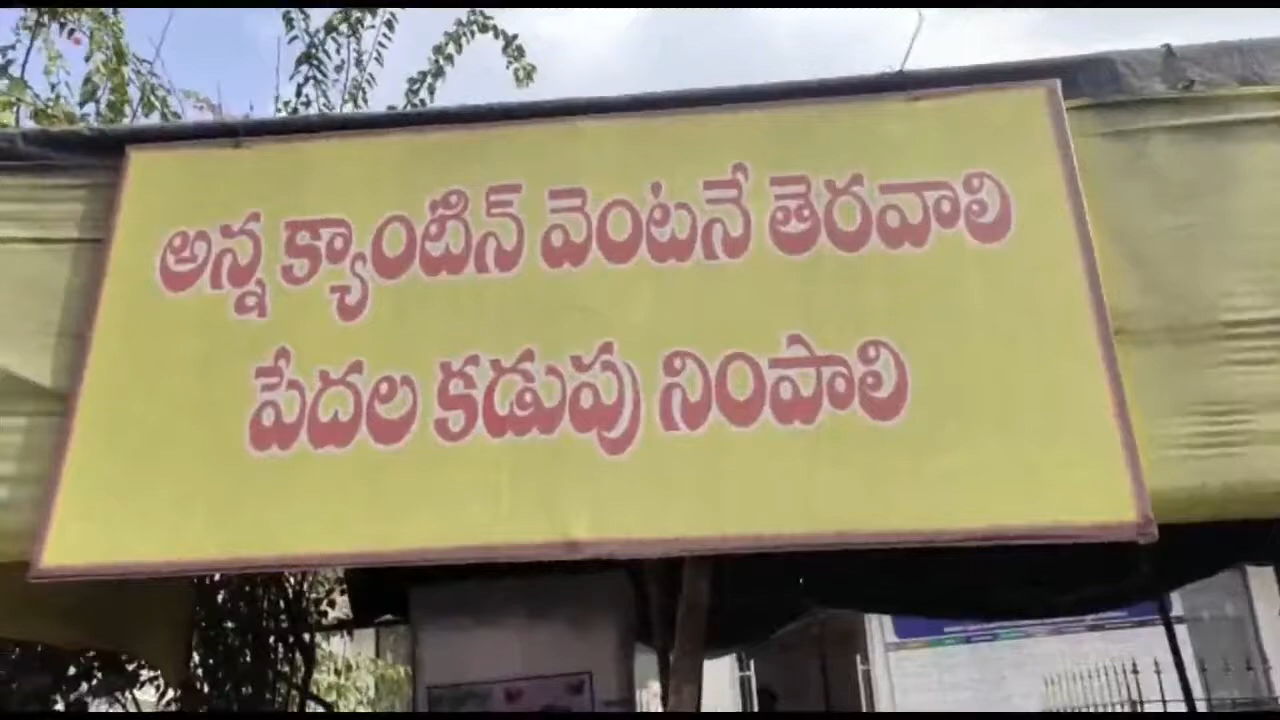 అన్న క్యాంటిన్ వెంటనే తెరవాలి
పేదల కడుపు నింపాలి